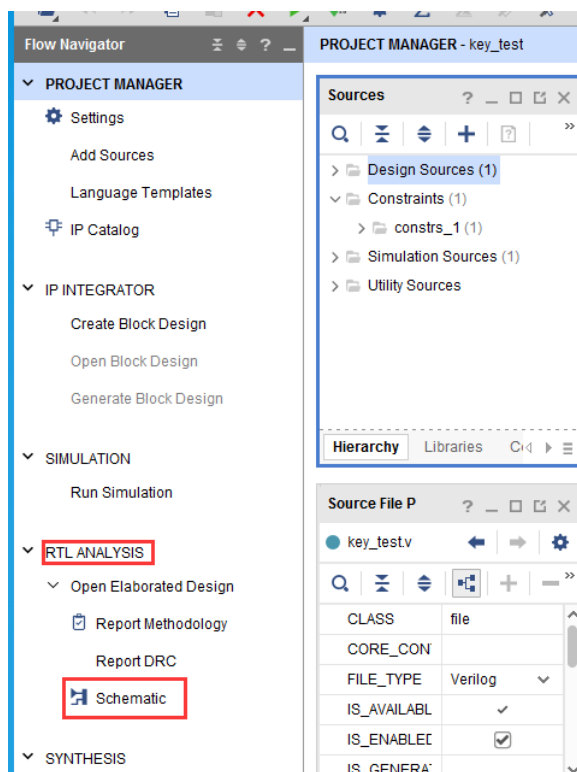 Flow Navigator
PROJECT MANAGER
Settings
Add Sources
Language Templates
IP Catalog
IP INTEGRATOR
Create Block Design
Open Block Design
Generate Block Design
SIMULATION
Run Simulation
RTL ANALYSIS
Open Elaborated Design
Report Methodology
Report DRC
Schematic
SYNTHESIS
PROJECT MANAGER - key_test
Sources
Design Sources (1)
Constraints (1)
constrs_1 (1)
Simulation Sources (1)
Utility Sources
Hierarchy Libraries
Source File P
key_test.v
CLASS file
CORE_CON
FILE_TYPE Verilog
IS_AVAILABL
IS_ENABLED
IS_GENERAT